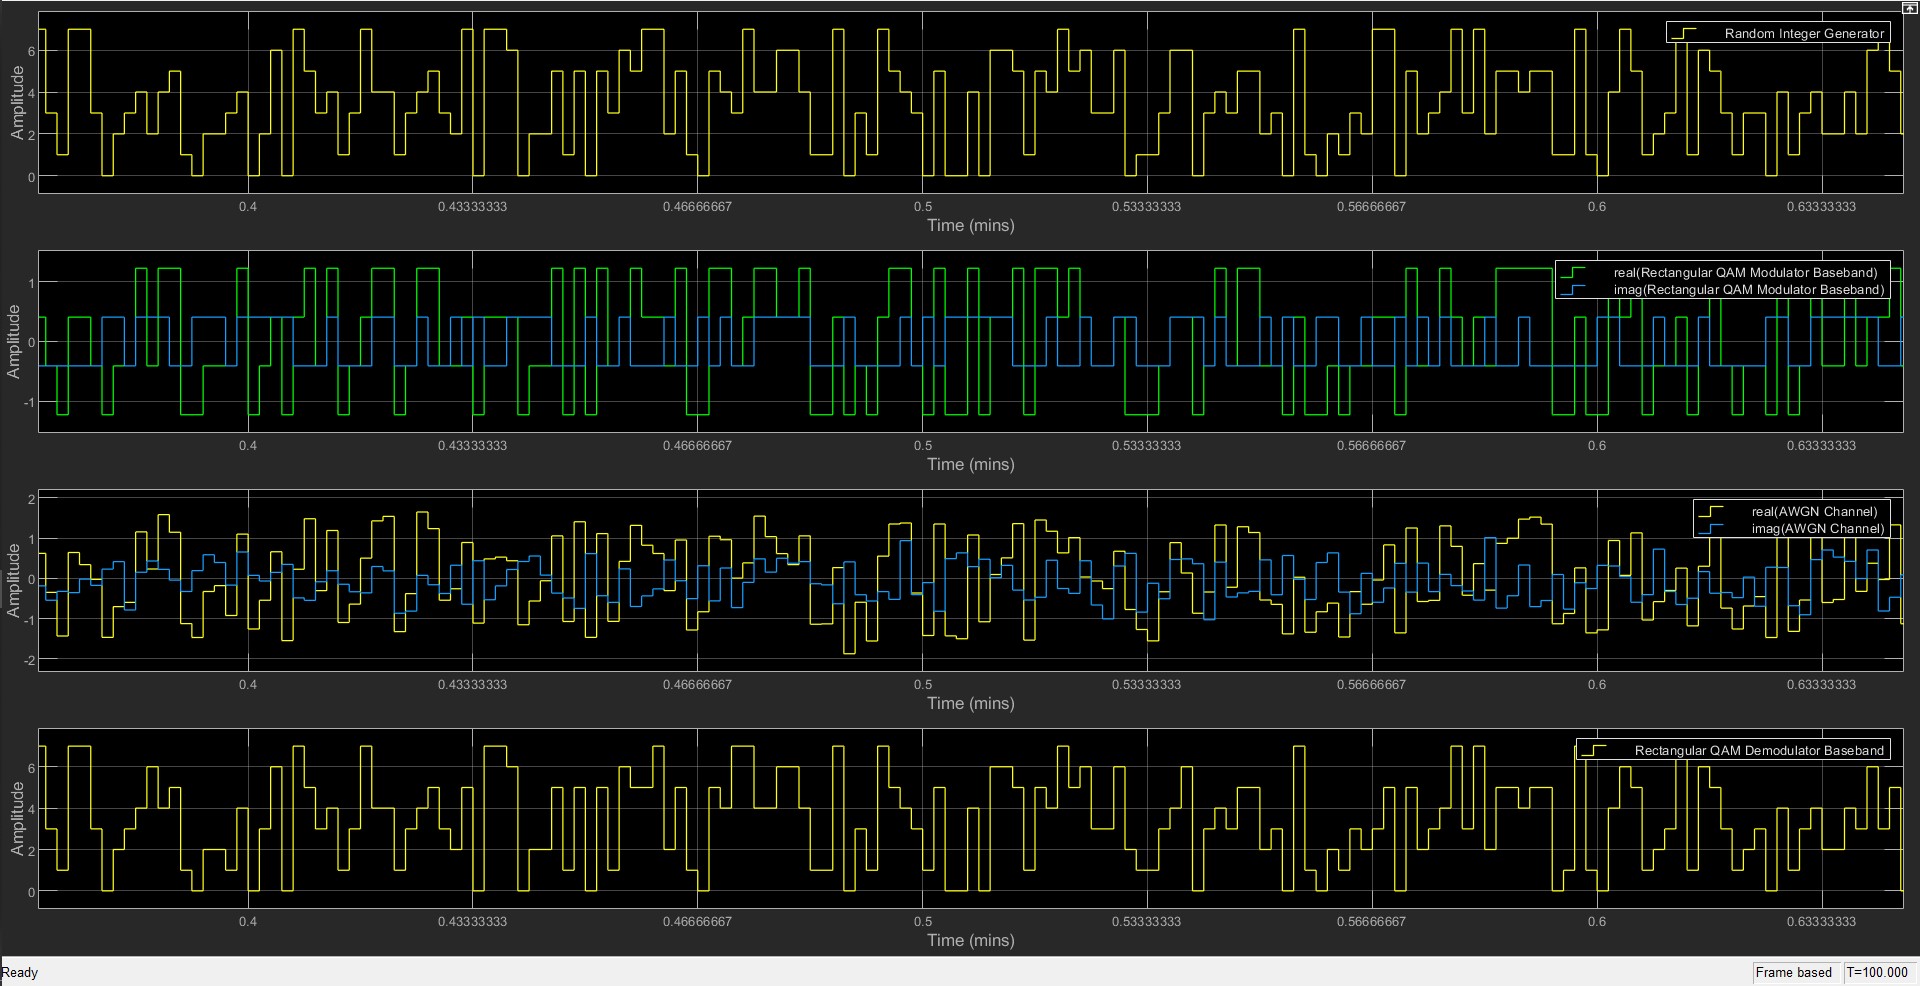 Random Integer Generator
Amplitude
6
4
2
0
0.4 0.43333333 0.46666667 0.5 0.53333333 0.56666667 0.6 0.63333333
Time (mins)
real(Rectangular QAM Modulator Baseband)
imag(Rectangular QAM Modulator Baseband)
Amplitude
1
0
-1
0.4 0.43333333 0.46666667 0.5 0.53333333 0.56666667 0.6 0.63333333
Time (mins)
real(AWGN Channel)
imag(AWGN Channel)
Amplitude
2
1
0
-1
-2
0.4 0.43333333 0.46666667 0.5 0.53333333 0.56666667 0.6 0.63333333
Time (mins)
Rectangular QAM Demodulator Baseband
Amplitude
6
4
2
0
0.4 0.43333333 0.46666667 0.5 0.53333333 0.56666667 0.6 0.63333333
Time (mins)
Ready Frame based T=100.000